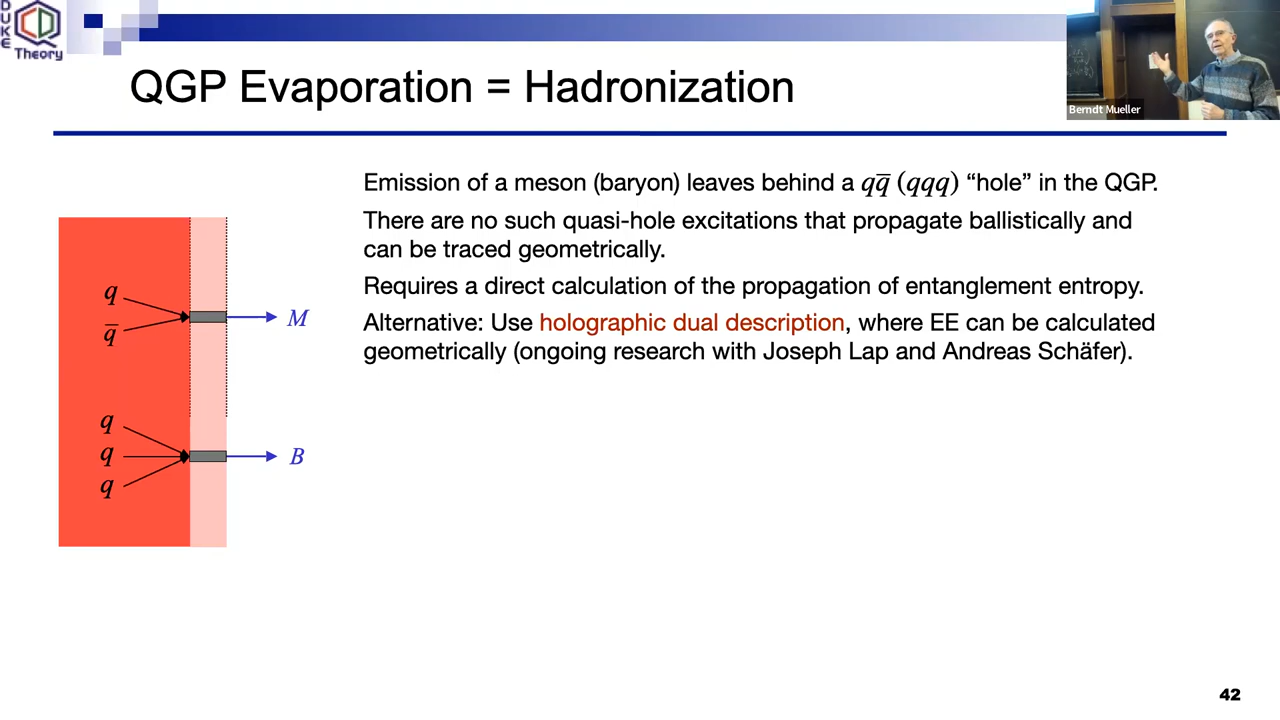 DUKE
Theory
QGP Evaporation = Hadronization
Berndt Mueller
Emission of a meson (baryon) leaves behind a qq̅ (qqq) “hole” in the QGP.
There are no such quasi-hole excitations that propagate ballistically and
can be traced geometrically.
Requires a direct calculation of the propagation of entanglement entropy.
Alternative: Use holographic dual description, where EE can be calculated
geometrically (ongoing research with Joseph Lap and Andreas Schäfer).
q
q̅
M
q
q
q
B
42